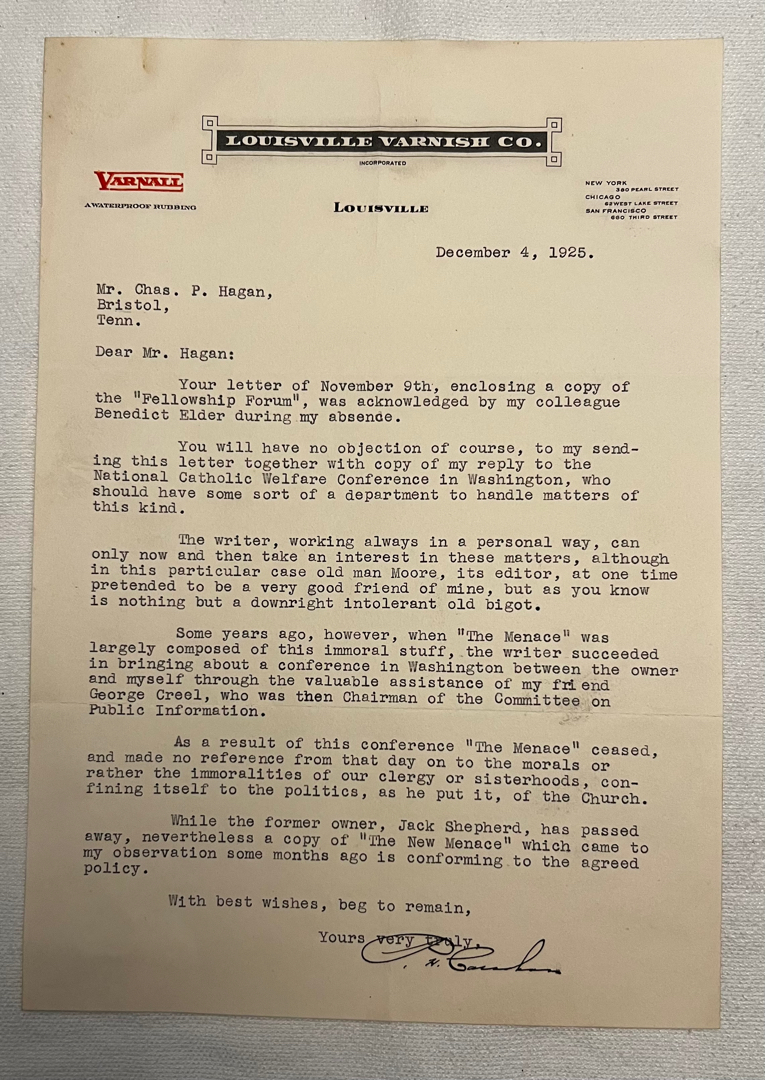 LOUISVILLE VARNISH CO.
INCORPORATED
VARNALL
A WATERPROOF RUBBING
LOUISVILLE
NEW YORK
380 PEARL STREET
CHICAGO
62 WEST LAKE STREET
SAN FRANCISCO
660 THIRD STREET
December 4, 1925.
Mr. Chas. P. Hagan,
Bristol,
Tenn.
Dear Mr. Hagan:
Your letter of November 9th, enclosing a copy of
the "Fellowship Forum", was acknowledged by my colleague
Benedict Elder during my absence.
You will have no objection of course, to my send-
ing this letter together with copy of my reply to the
National Catholic Welfare Conference in Washington, who
should have some sort of a department to handle matters of
this kind.
The writer, working always in a personal way, can
only now and then take an interest in these matters, although
in this particular case old man Moore, its editor, at one time
pretended to be a very good friend of mine, but as you know
is nothing but a downright intolerant old bigot.
Some years ago, however, when "The Menace" was
largely composed of this immoral stuff, the writer succeeded
in bringing about a conference in Washington between the owner
and myself through the valuable assistance of my friend
George Creel, who was then Chairman of the Committee on
Public Information.
As a result of this conference "The Menace" ceased,
and made no reference from that day on to the morals or
rather the immoralities of our clergy or sisterhoods, con-
fining itself to the politics, as he put it, of the Church.
While the former owner, Jack Shepherd, has passed
away, nevertheless a copy of "The New Menace" which came to
my observation some months ago is conforming to the agreed
policy.
With best wishes, beg to remain,
Yours very truly,
P. H. Callahan